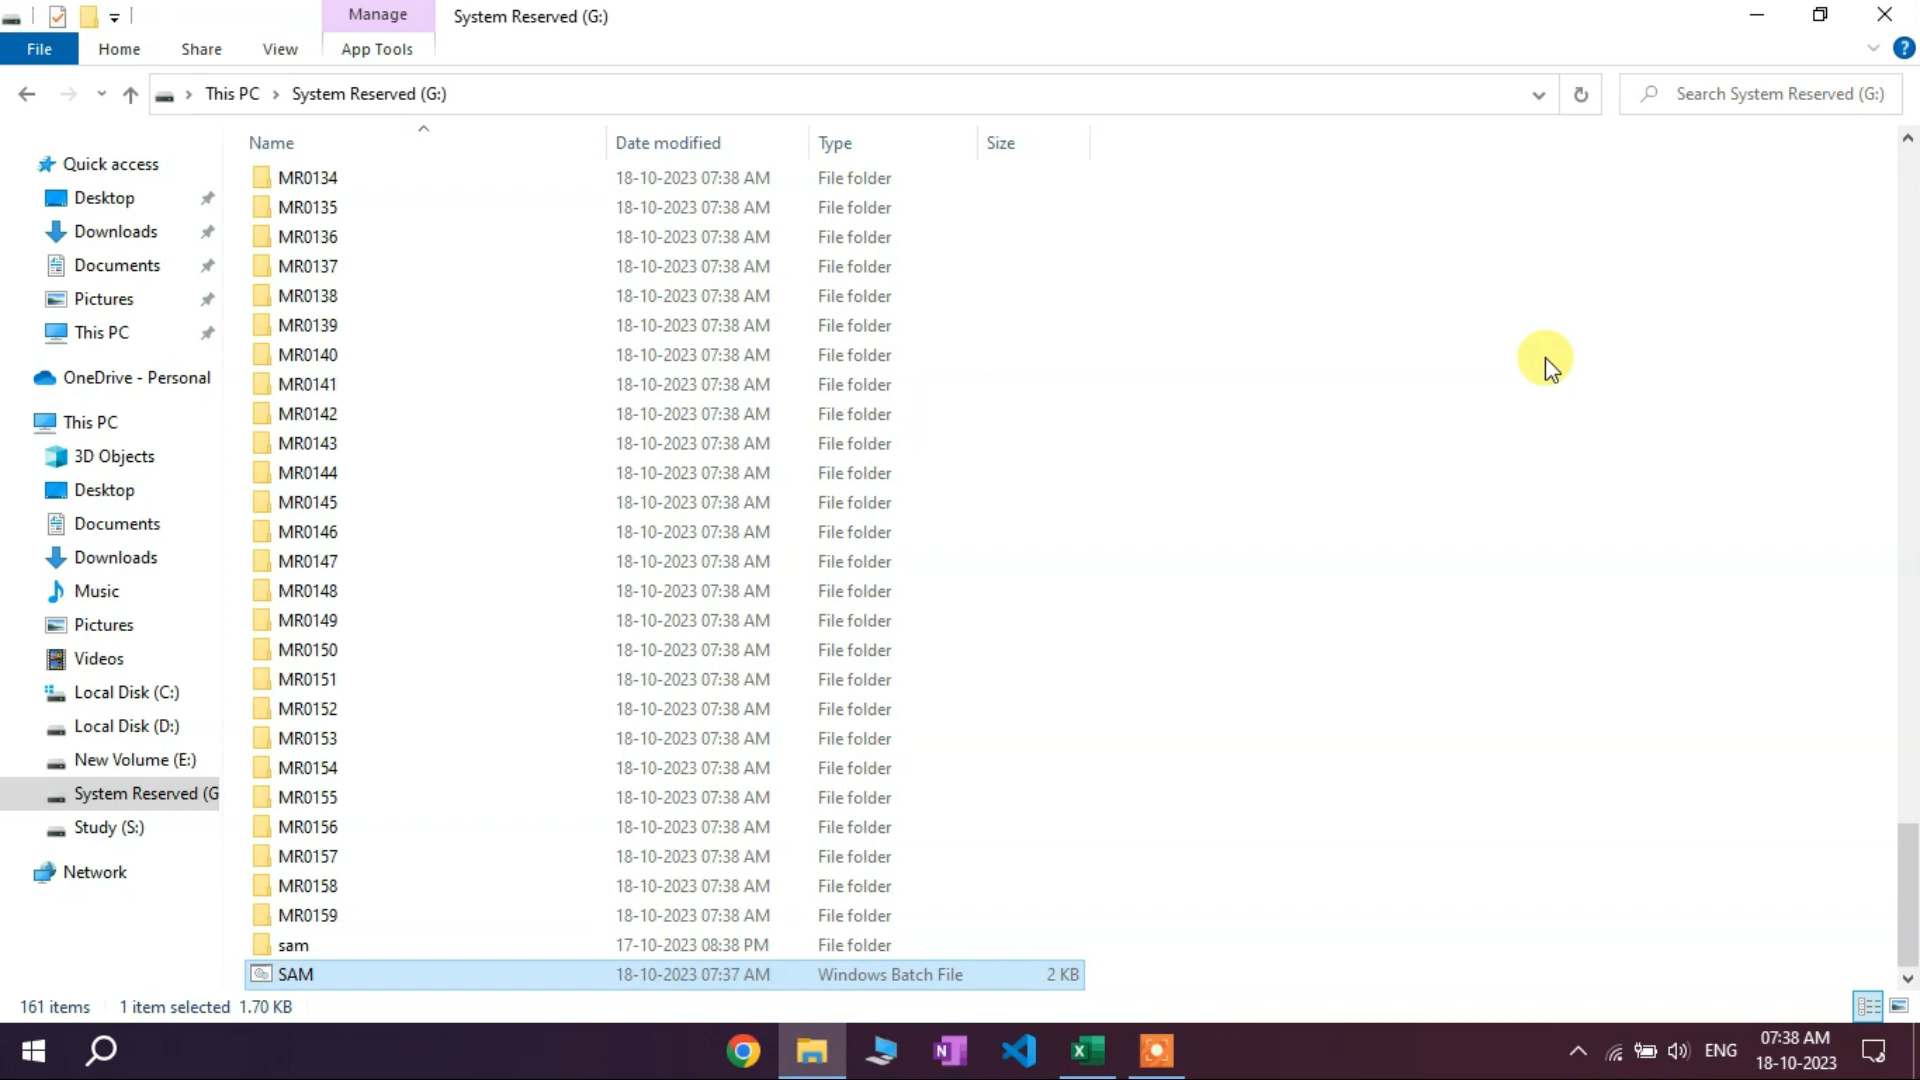 Manage
System Reserved (G:)
File
Home
Share
View
App Tools
This PC
System Reserved (G:)
Search System Reserved (G:)
Name
Date modified
Type
Size
Quick access
Desktop
Downloads
Documents
Pictures
This PC
OneDrive - Personal
This PC
3D Objects
Desktop
Documents
Downloads
Music
Pictures
Videos
Local Disk (C:)
Local Disk (D:)
New Volume (E:)
System Reserved (G
Study (S:)
Network
MR0134 18-10-2023 07:38 AM File folder
MR0135 18-10-2023 07:38 AM File folder
MR0136 18-10-2023 07:38 AM File folder
MR0137 18-10-2023 07:38 AM File folder
MR0138 18-10-2023 07:38 AM File folder
MR0139 18-10-2023 07:38 AM File folder
MR0140 18-10-2023 07:38 AM File folder
MR0141 18-10-2023 07:38 AM File folder
MR0142 18-10-2023 07:38 AM File folder
MR0143 18-10-2023 07:38 AM File folder
MR0144 18-10-2023 07:38 AM File folder
MR0145 18-10-2023 07:38 AM File folder
MR0146 18-10-2023 07:38 AM File folder
MR0147 18-10-2023 07:38 AM File folder
MR0148 18-10-2023 07:38 AM File folder
MR0149 18-10-2023 07:38 AM File folder
MR0150 18-10-2023 07:38 AM File folder
MR0151 18-10-2023 07:38 AM File folder
MR0152 18-10-2023 07:38 AM File folder
MR0153 18-10-2023 07:38 AM File folder
MR0154 18-10-2023 07:38 AM File folder
MR0155 18-10-2023 07:38 AM File folder
MR0156 18-10-2023 07:38 AM File folder
MR0157 18-10-2023 07:38 AM File folder
MR0158 18-10-2023 07:38 AM File folder
MR0159 18-10-2023 07:38 AM File folder
sam 17-10-2023 08:38 PM File folder
SAM 18-10-2023 07:37 AM Windows Batch File 2 KB
161 items 1 item selected 1.70 KB
ENG
07:38 AM
18-10-2023